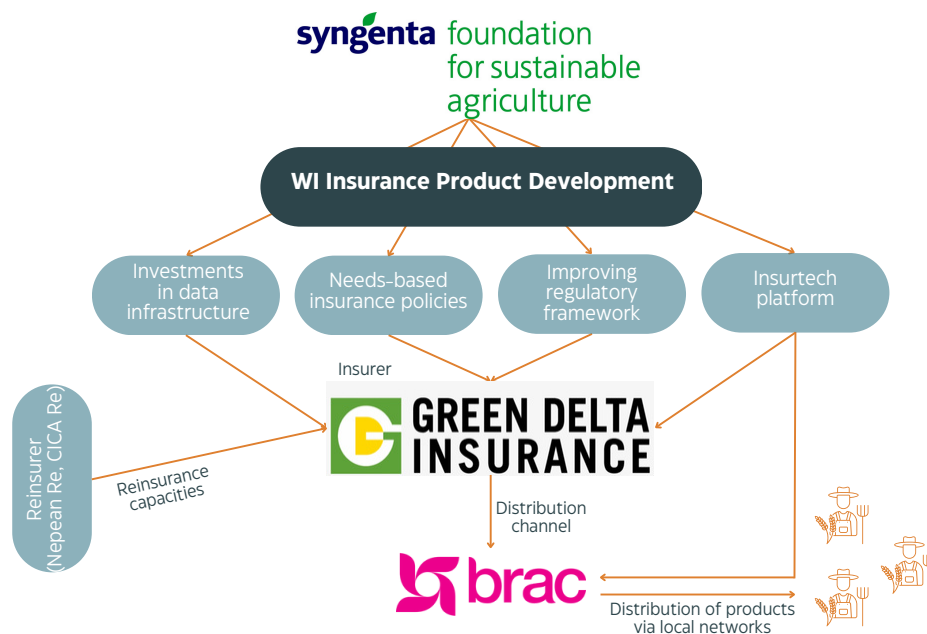 syngenta foundation
for sustainable
agriculture
WI Insurance Product Development
Investments
in data
infrastructure
Needs-based
insurance policies
Improving
regulatory
framework
Insurtech
platform
Insurer
GREEN DELTA
INSURANCE
Reinsurer
(Nepean Re, CICA Re)
Reinsurance
capacities
Distribution
channel
brac
Distribution of products
via local networks